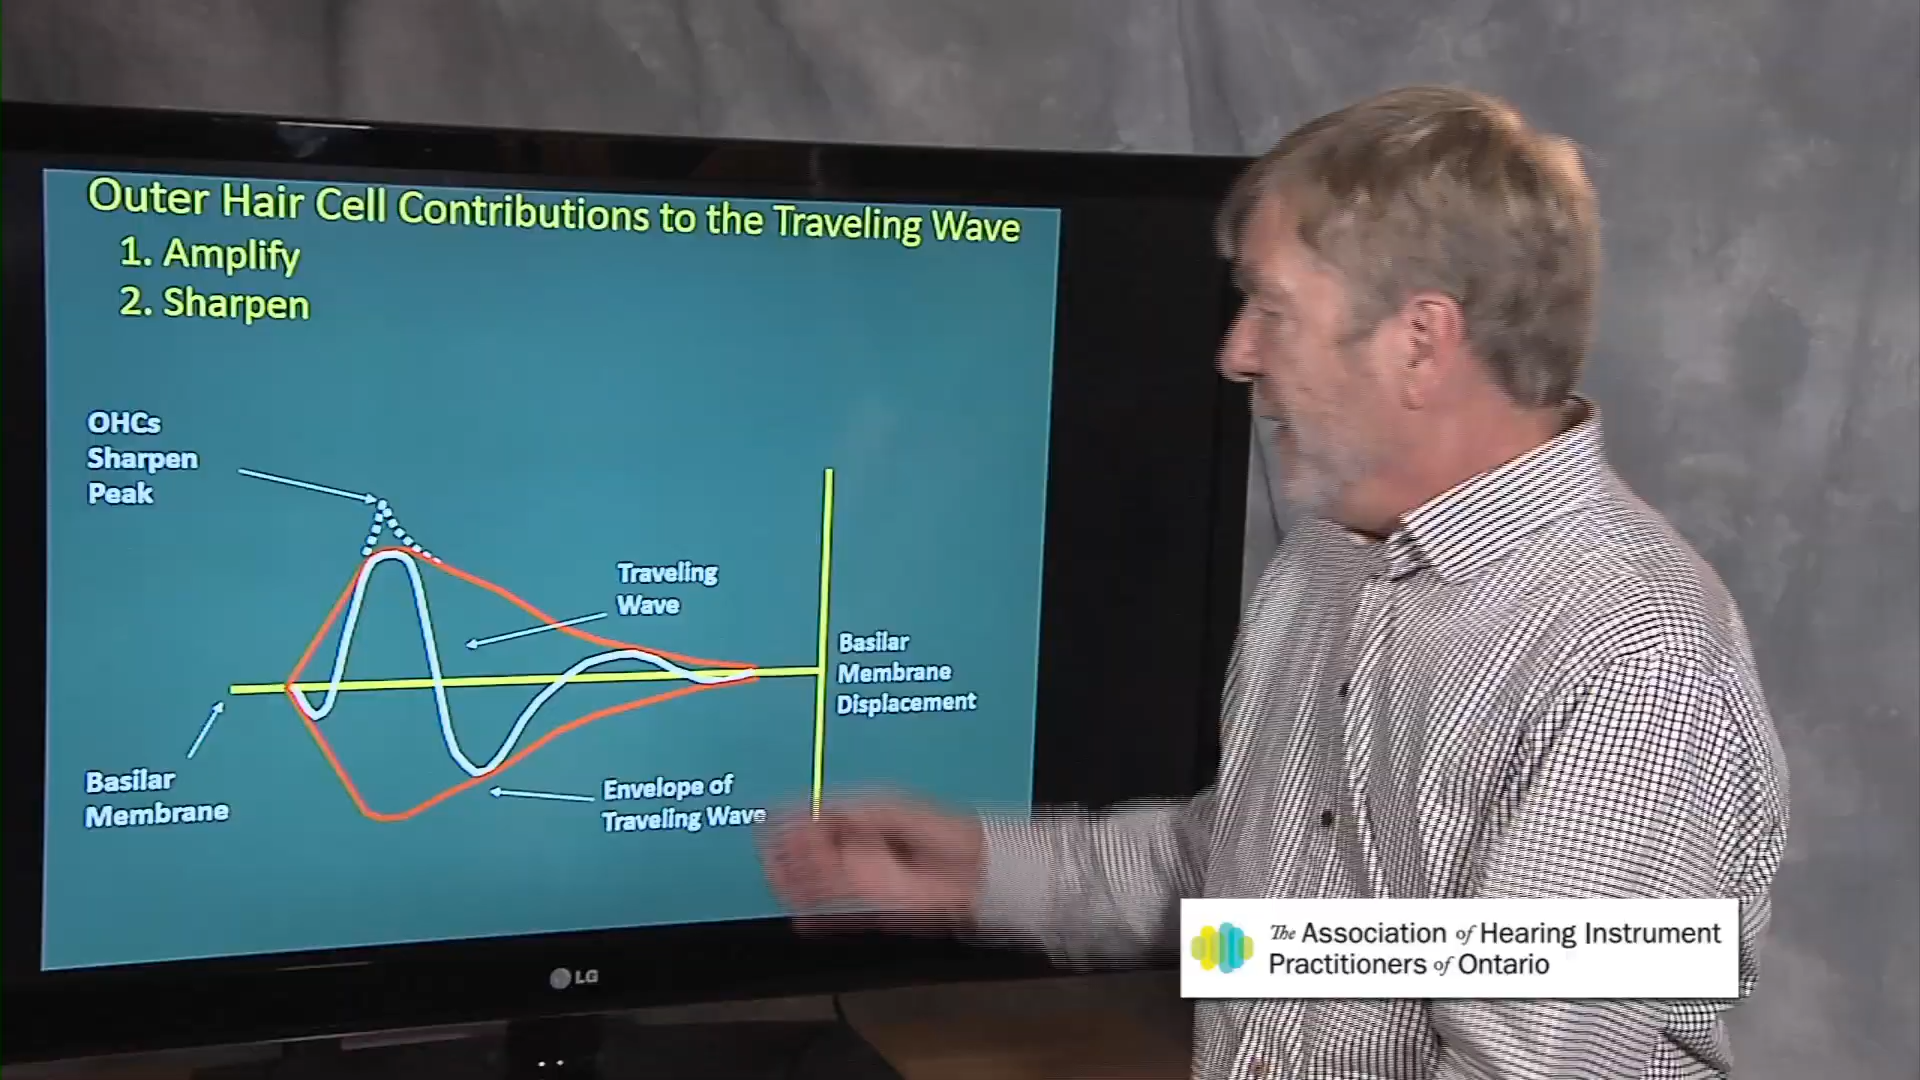 Outer Hair Cell Contributions to the Traveling Wave
1. Amplify
2. Sharpen
OHCs
Sharpen
Peak
Traveling
Wave
Basilar
Membrane
Displacement
Basilar
Membrane
Envelope of
Traveling Wave
LG
The Association of Hearing Instrument
Practitioners of Ontario